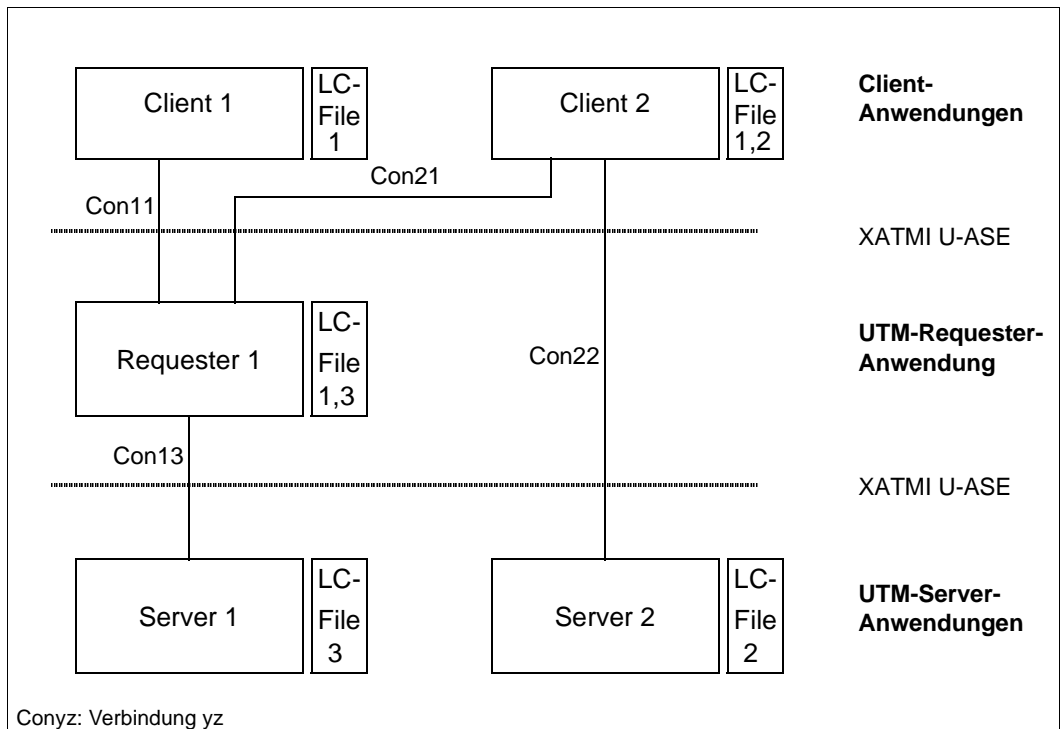 Client 1
LC-
File
1
Client 2
LC-
File
1,2
Client-
Anwendungen
Con21
Con11
XATMI U-ASE
Requester 1
LC-
File
1,3
Con22
UTM-Requester-
Anwendung
Con13
XATMI U-ASE
Server 1
LC-
File
3
Server 2
LC-
File
2
UTM-Server-
Anwendungen
Conyz: Verbindung yz